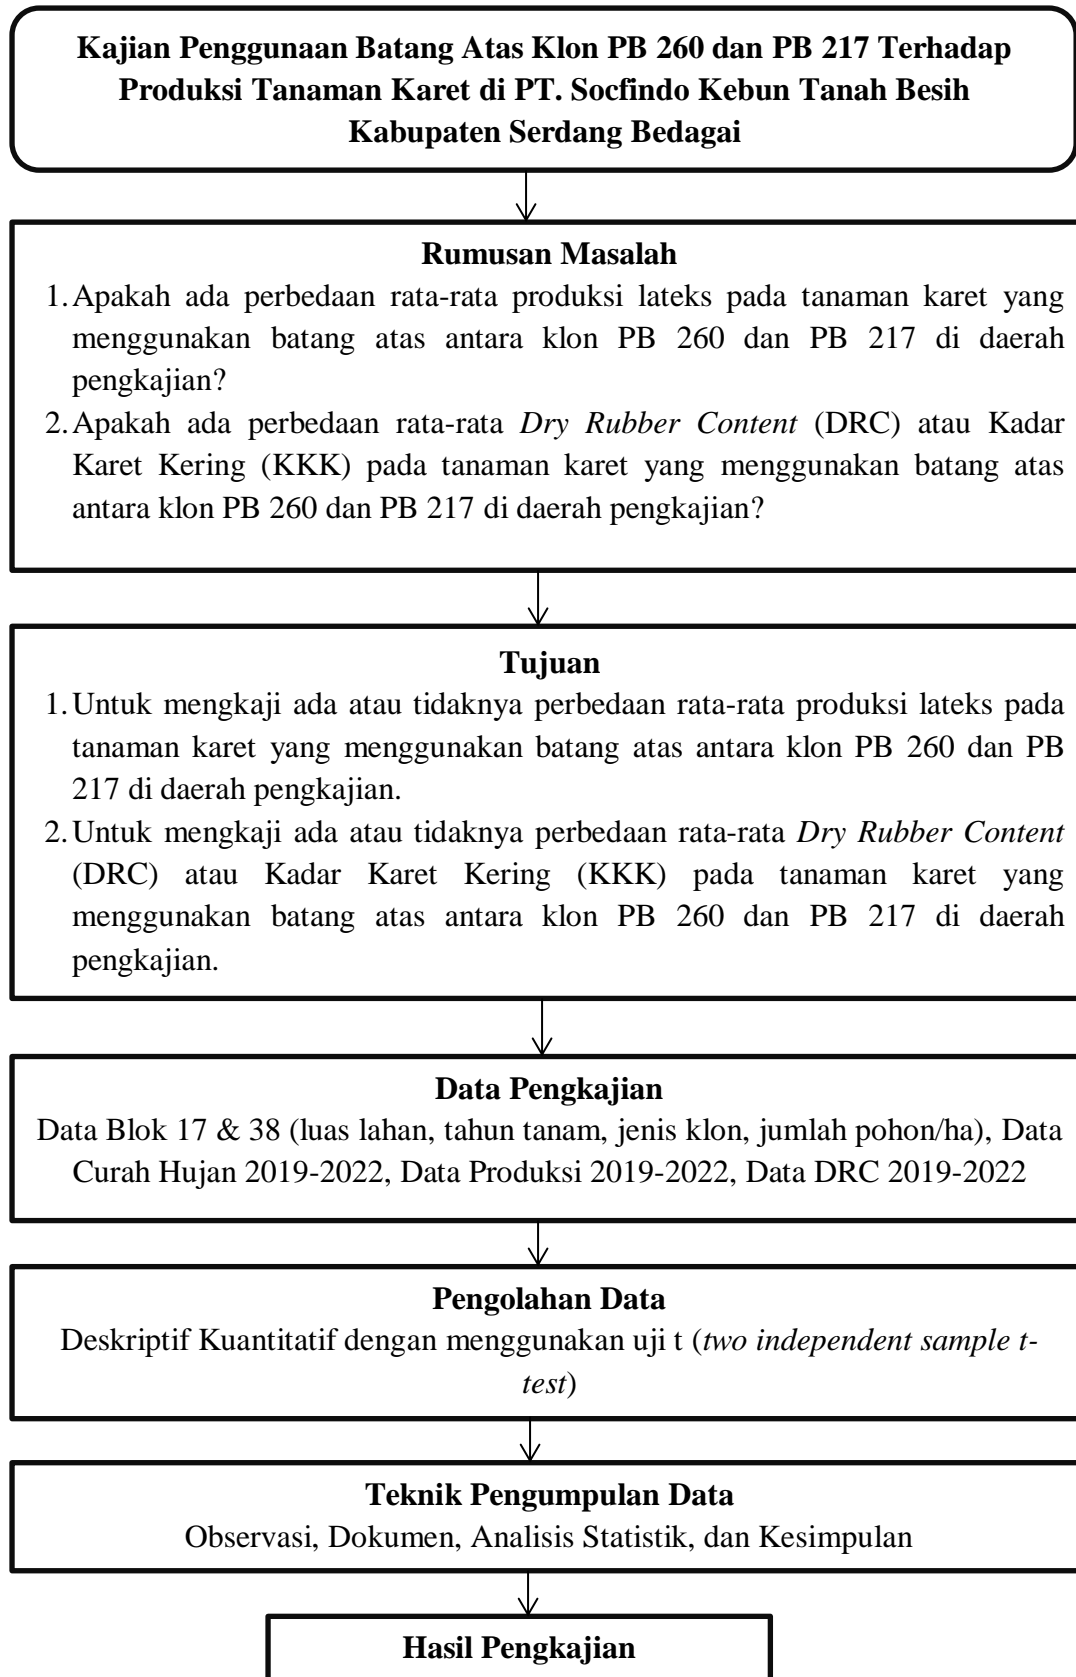 Kajian Penggunaan Batang Atas Klon PB 260 dan PB 217 Terhadap
Produksi Tanaman Karet di PT. Socfindo Kebun Tanah Besih
Kabupaten Serdang Bedagai
Rumusan Masalah
1. Apakah ada perbedaan rata-rata produksi lateks pada tanaman karet yang
menggunakan batang atas antara klon PB 260 dan PB 217 di daerah
pengkajian?
2. Apakah ada perbedaan rata-rata Dry Rubber Content (DRC) atau Kadar
Karet Kering (KKK) pada tanaman karet yang menggunakan batang atas
antara klon PB 260 dan PB 217 di daerah pengkajian?
Tujuan
1. Untuk mengkaji ada atau tidaknya perbedaan rata-rata produksi lateks pada
tanaman karet yang menggunakan batang atas antara klon PB 260 dan PB
217 di daerah pengkajian.
2. Untuk mengkaji ada atau tidaknya perbedaan rata-rata Dry Rubber Content
(DRC) atau Kadar Karet Kering (KKK) pada tanaman karet yang
menggunakan batang atas antara klon PB 260 dan PB 217 di daerah
pengkajian.
Data Pengkajian
Data Blok 17 & 38 (luas lahan, tahun tanam, jenis klon, jumlah pohon/ha), Data
Curah Hujan 2019-2022, Data Produksi 2019-2022, Data DRC 2019-2022
Pengolahan Data
Deskriptif Kuantitatif dengan menggunakan uji t (two independent sample t-
test)
Teknik Pengumpulan Data
Observasi, Dokumen, Analisis Statistik, dan Kesimpulan
Hasil Pengkajian